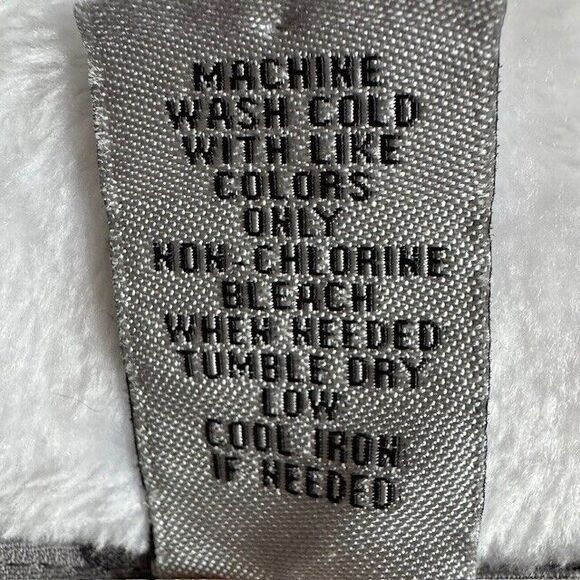 MACHINE
WASH COLD
WITH LIKE
COLORS
ONLY
NON-CHLORINE
BLEACH
WHEN NEEDED
TUMBLE DRY
LOW
COOL IRON
IF NEEDED